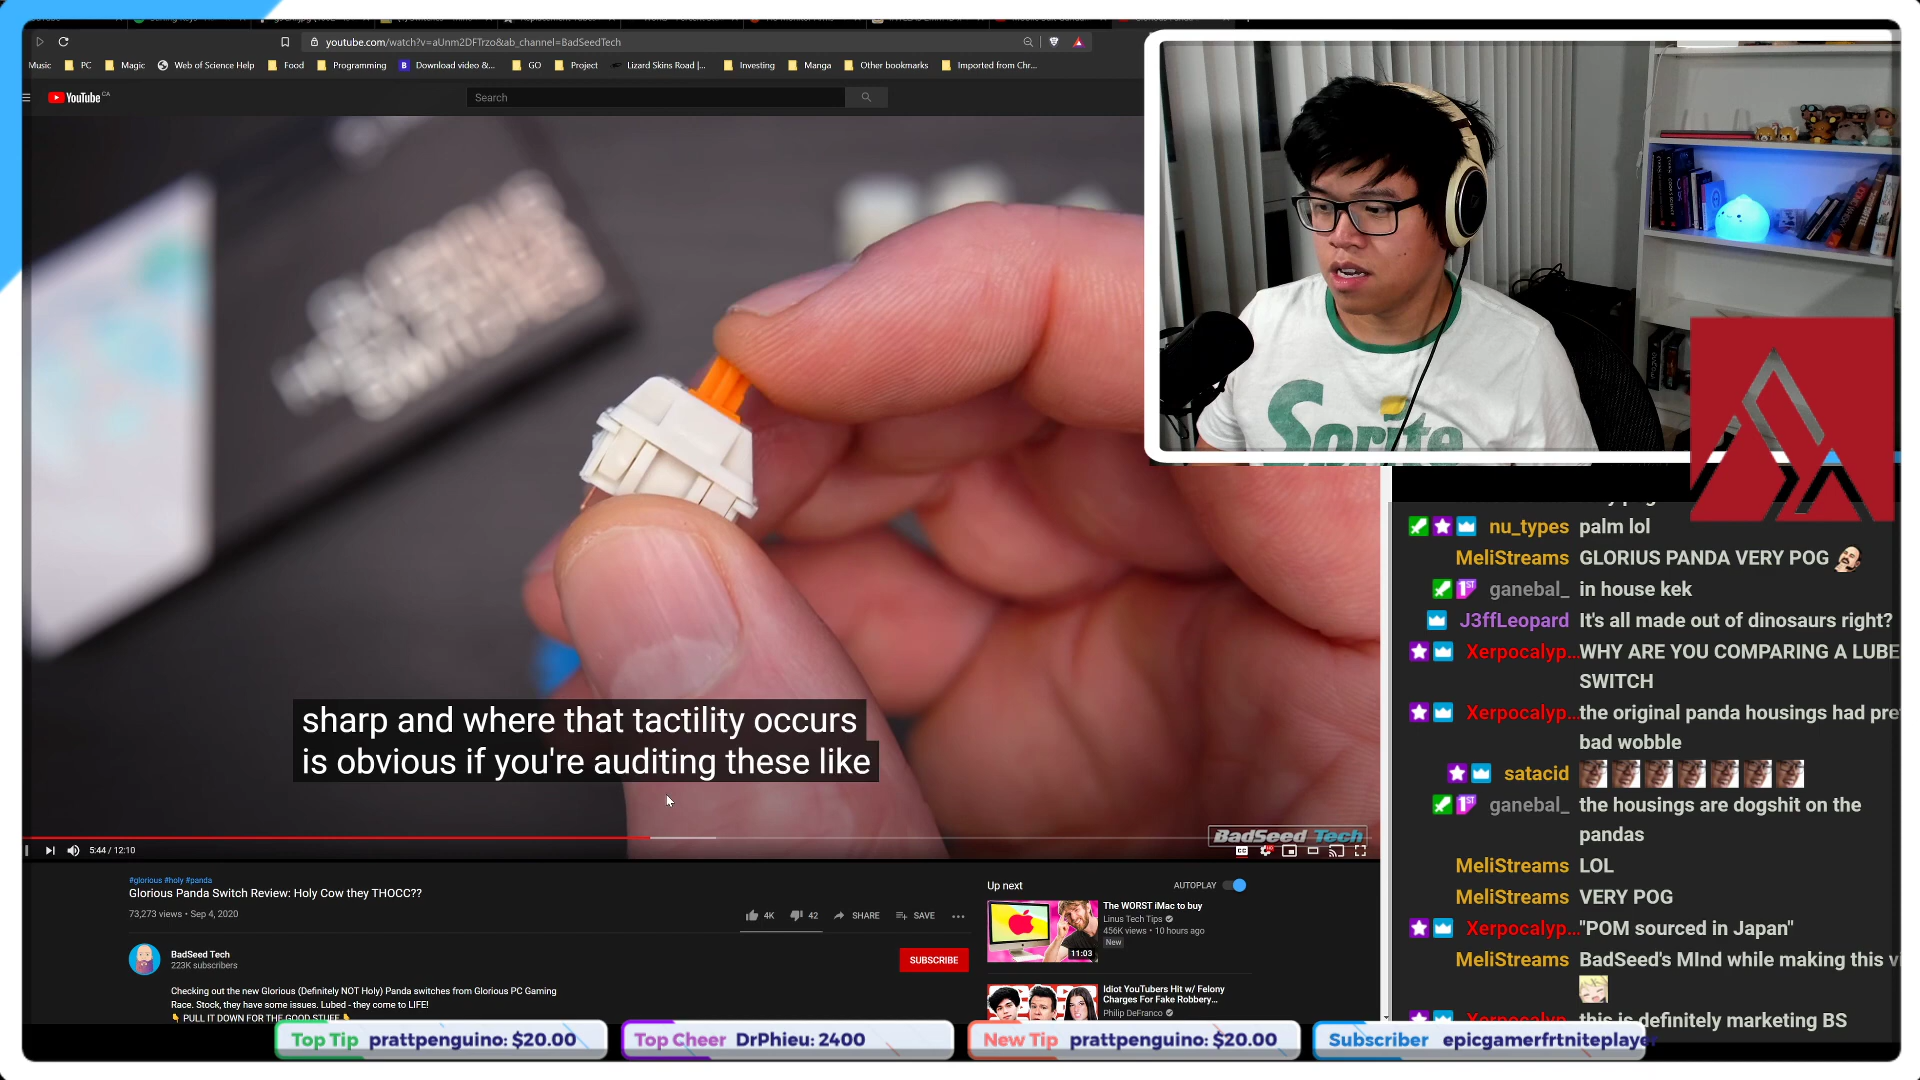 youtube.com/watch?v=aUnm2DFTrzo&ab_channel=BadSeedTech
Music PC Magic Web of Science Help Food Programming Download video &... GO Project Lizard Skins Road |... Investing Manga Other bookmarks Imported from Chr...
YouTube CA
Search
Sprite
sharp and where that tactility occurs
is obvious if you're auditing these like
BadSeed Tech
5:44 / 12:10
#glorious #holy #panda
Glorious Panda Switch Review: Holy Cow they THOCC??
73,273 views • Sep 4, 2020
4K 42 SHARE SAVE
BadSeed Tech
223K subscribers
SUBSCRIBE
Checking out the new Glorious (Definitely NOT Holy) Panda switches from Glorious PC Gaming
Race. Stock, they have some issues. Lubed - they come to LIFE!
PULL IT DOWN FOR THE GOOD STUFF
Up next AUTOPLAY
The WORST iMac to buy
Linus Tech Tips
456K views • 10 hours ago
New
11:03
Idiot YouTubers Hit w/ Felony
Charges For Fake Robbery...
Philip DeFranco
nu_types palm lol
MeliStreams GLORIUS PANDA VERY POG
ganebal_ in house kek
J3ffLeopard It's all made out of dinosaurs right?
Xerpocalyp... WHY ARE YOU COMPARING A LUBE
SWITCH
Xerpocalyp... the original panda housings had pre
bad wobble
satacid
ganebal_ the housings are dogshit on the
pandas
MeliStreams LOL
MeliStreams VERY POG
Xerpocalyp... "POM sourced in Japan"
MeliStreams BadSeed's MInd while making this v
Xerpocalyp... this is definitely marketing BS
Top Tip prattpenguino: $20.00
Top Cheer DrPhieu: 2400
New Tip prattpenguino: $20.00
Subscriber epicgamerfrtniteplayer